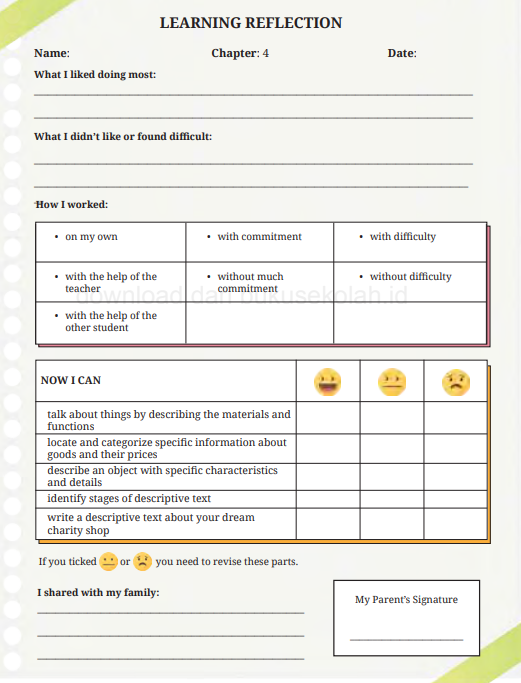 LEARNING REFLECTION
Name: Chapter: 4 Date:
What I liked doing most:
What I didn't like or found difficult:
How I worked:
• on my own • with commitment • with difficulty
• with the help of the teacher • without much commitment • without difficulty
download dari bukusekolah.id
• with the help of the other student
NOW I CAN
talk about things by describing the materials and
functions
locate and categorize specific information about
goods and their prices
describe an object with specific characteristics
and details
identify stages of descriptive text
write a descriptive text about your dream
charity shop
If you ticked 😐 or 😟 you need to revise these parts.
I shared with my family:
My Parent's Signature